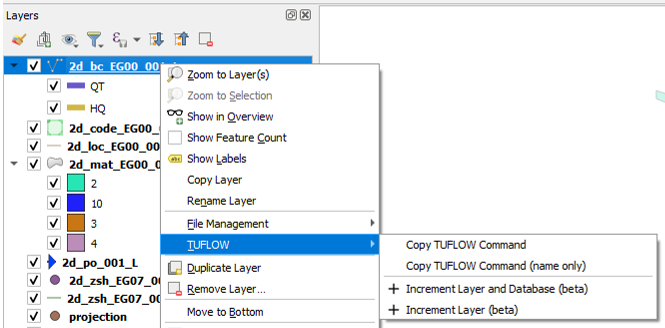 Layers
2d_bc_EG00_00
QT
HQ
2d_code_EG00_
2d_loc_EG00_00
2d_mat_EG00_0
2
10
3
4
2d_po_001_L
2d_zsh_EG07_00
2d_zsh_EG07_0
projection
Zoom to Layer(s)
Zoom to Selection
Show in Overview
Show Feature Count
abc Show Labels
Copy Layer
Rename Layer
File Management
TUFLOW
Duplicate Layer
Remove Layer...
Move to Bottom
Copy TUFLOW Command
Copy TUFLOW Command (name only)
Increment Layer and Database (beta)
Increment Layer (beta)